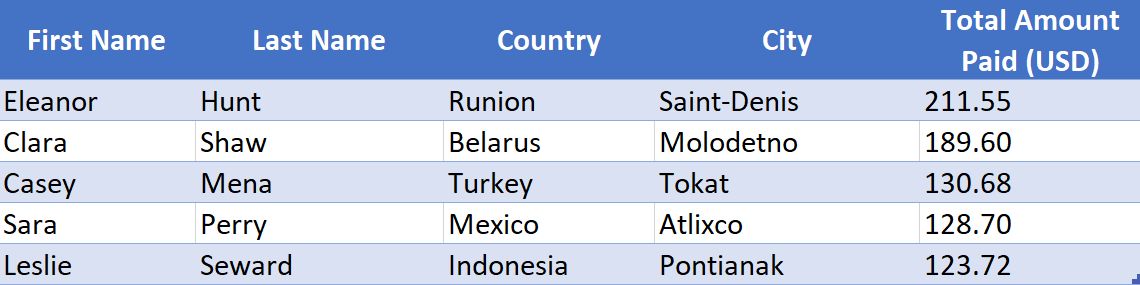 First Name Last Name Country City Total Amount Paid (USD)
Eleanor Hunt Runion Saint-Denis 211.55
Clara Shaw Belarus Molodetno 189.60
Casey Mena Turkey Tokat 130.68
Sara Perry Mexico Atlixco 128.70
Leslie Seward Indonesia Pontianak 123.72